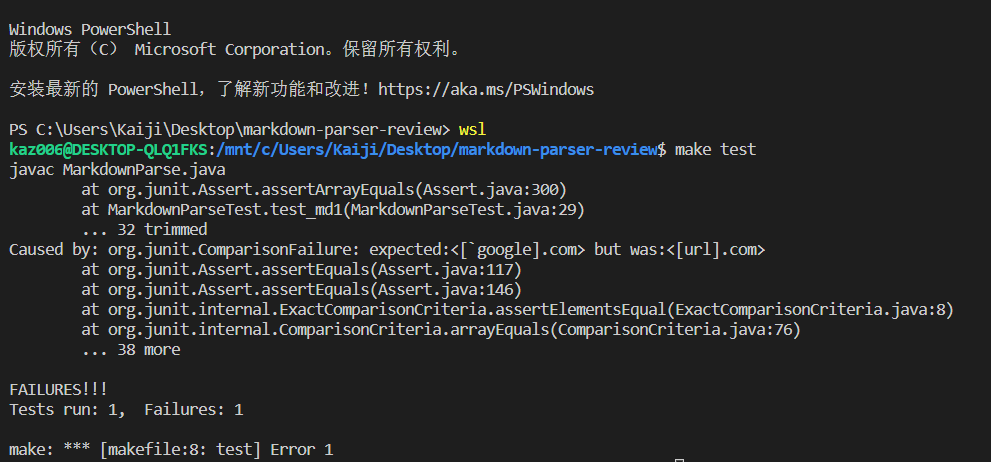 Windows PowerShell
版权所有（C） Microsoft Corporation。保留所有权利。
安装最新的 PowerShell，了解新功能和改进！https://aka.ms/PSWindows
PS C:\Users\Kaiji\Desktop\markdown-parser-review> wsl
kaz006@DESKTOP-QLQ1FKS:/mnt/c/Users/Kaiji/Desktop/markdown-parser-review$ make test
javac MarkdownParse.java
        at org.junit.Assert.assertArrayEquals(Assert.java:300)
        at MarkdownParseTest.test_md1(MarkdownParseTest.java:29)
        ... 32 trimmed
Caused by: org.junit.ComparisonFailure: expected:<[`google].com> but was:<[url].com>
        at org.junit.Assert.assertEquals(Assert.java:117)
        at org.junit.Assert.assertEquals(Assert.java:146)
        at org.junit.internal.ExactComparisonCriteria.assertElementsEqual(ExactComparisonCriteria.java:8)
        at org.junit.internal.ComparisonCriteria.arrayEquals(ComparisonCriteria.java:76)
        ... 38 more
FAILURES!!!
Tests run: 1,  Failures: 1
make: *** [makefile:8: test] Error 1